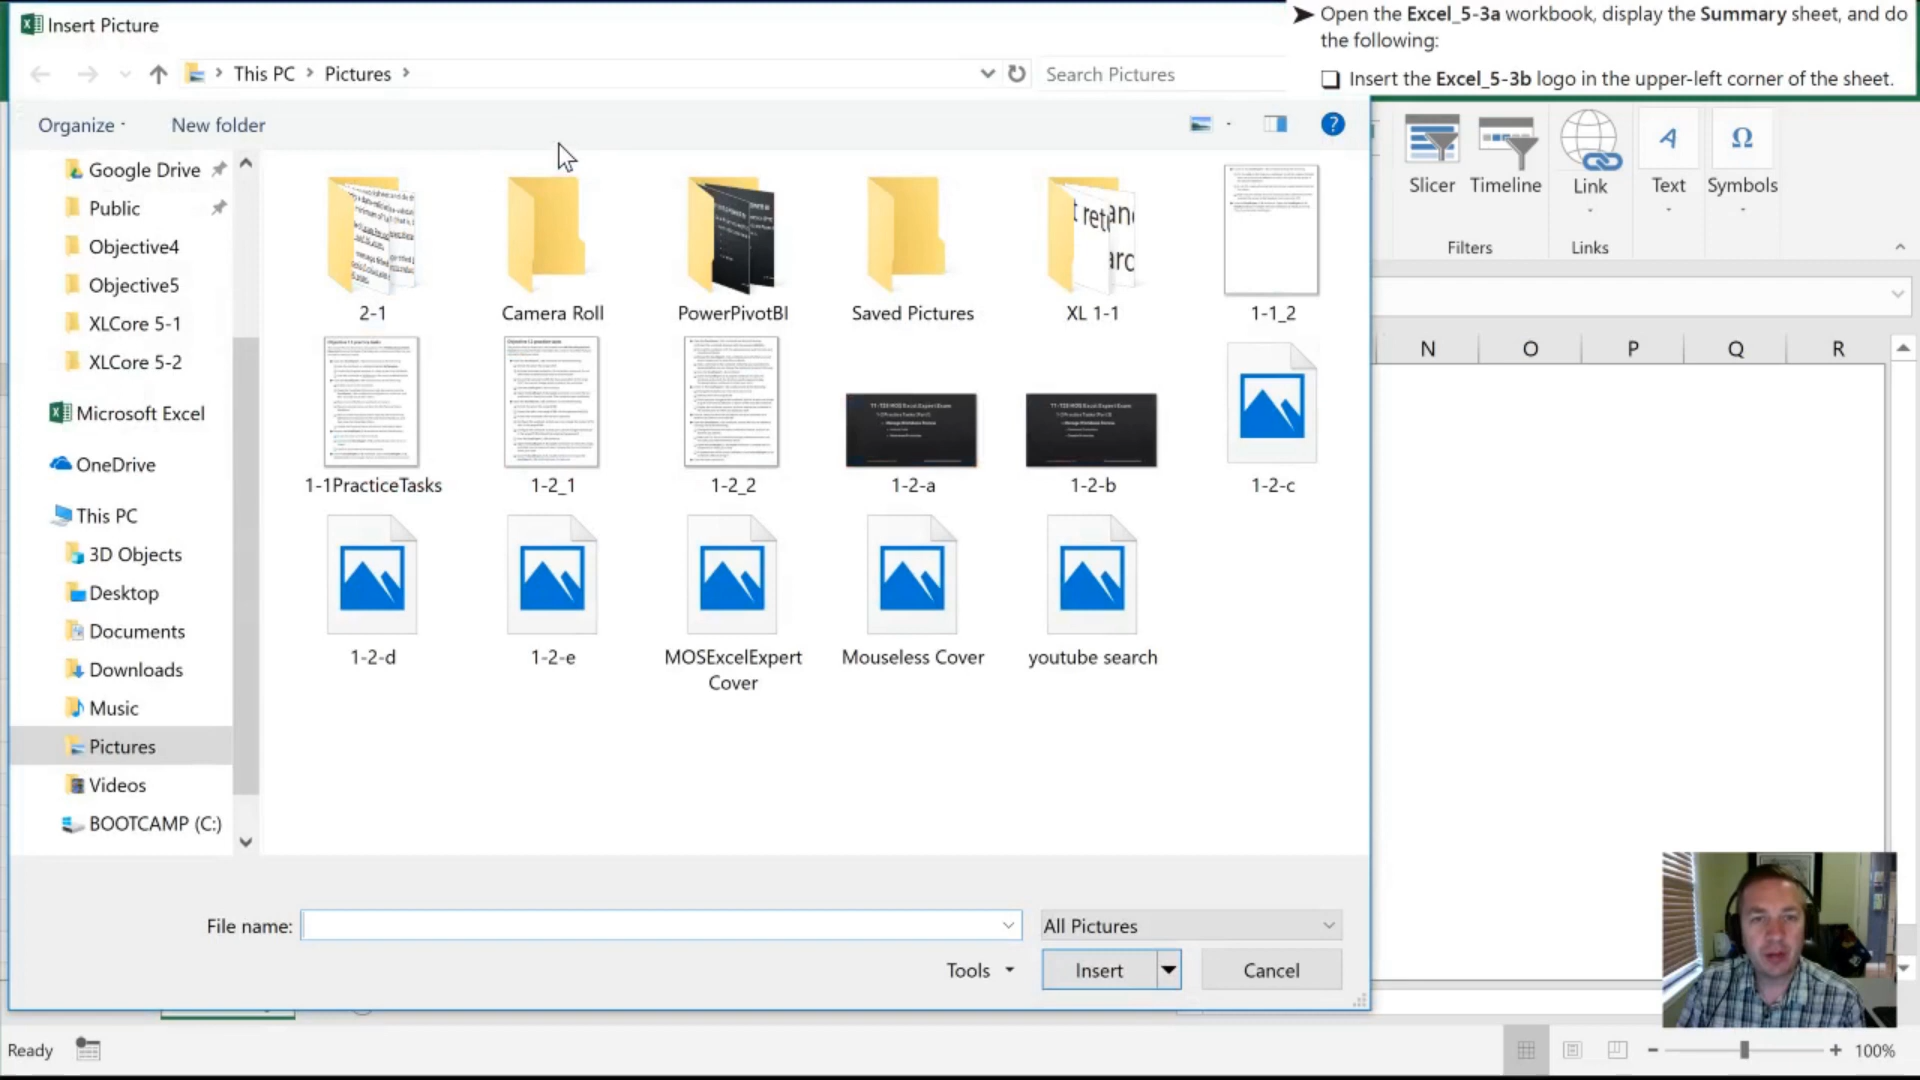 Insert Picture
➤ Open the Excel_5-3a workbook, display the Summary sheet, and do
the following:
❏ Insert the Excel_5-3b logo in the upper-left corner of the sheet.
This PC > Pictures >
Search Pictures
Organize
New folder
Google Drive
Public
Objective4
Objective5
XLCore 5-1
XLCore 5-2
Microsoft Excel
OneDrive
This PC
3D Objects
Desktop
Documents
Downloads
Music
Pictures
Videos
BOOTCAMP (C:)
2-1
Camera Roll
PowerPivotBI
Saved Pictures
XL 1-1
1-1_2
1-1PracticeTasks
1-2_1
1-2_2
1-2-a
1-2-b
1-2-c
1-2-d
1-2-e
MOSExcelExpert
Cover
Mouseless Cover
youtube search
File name:
All Pictures
Tools
Insert
Cancel
Slicer
Timeline
Link
Text
Symbols
Filters
Links
N O P Q R
Ready
100%